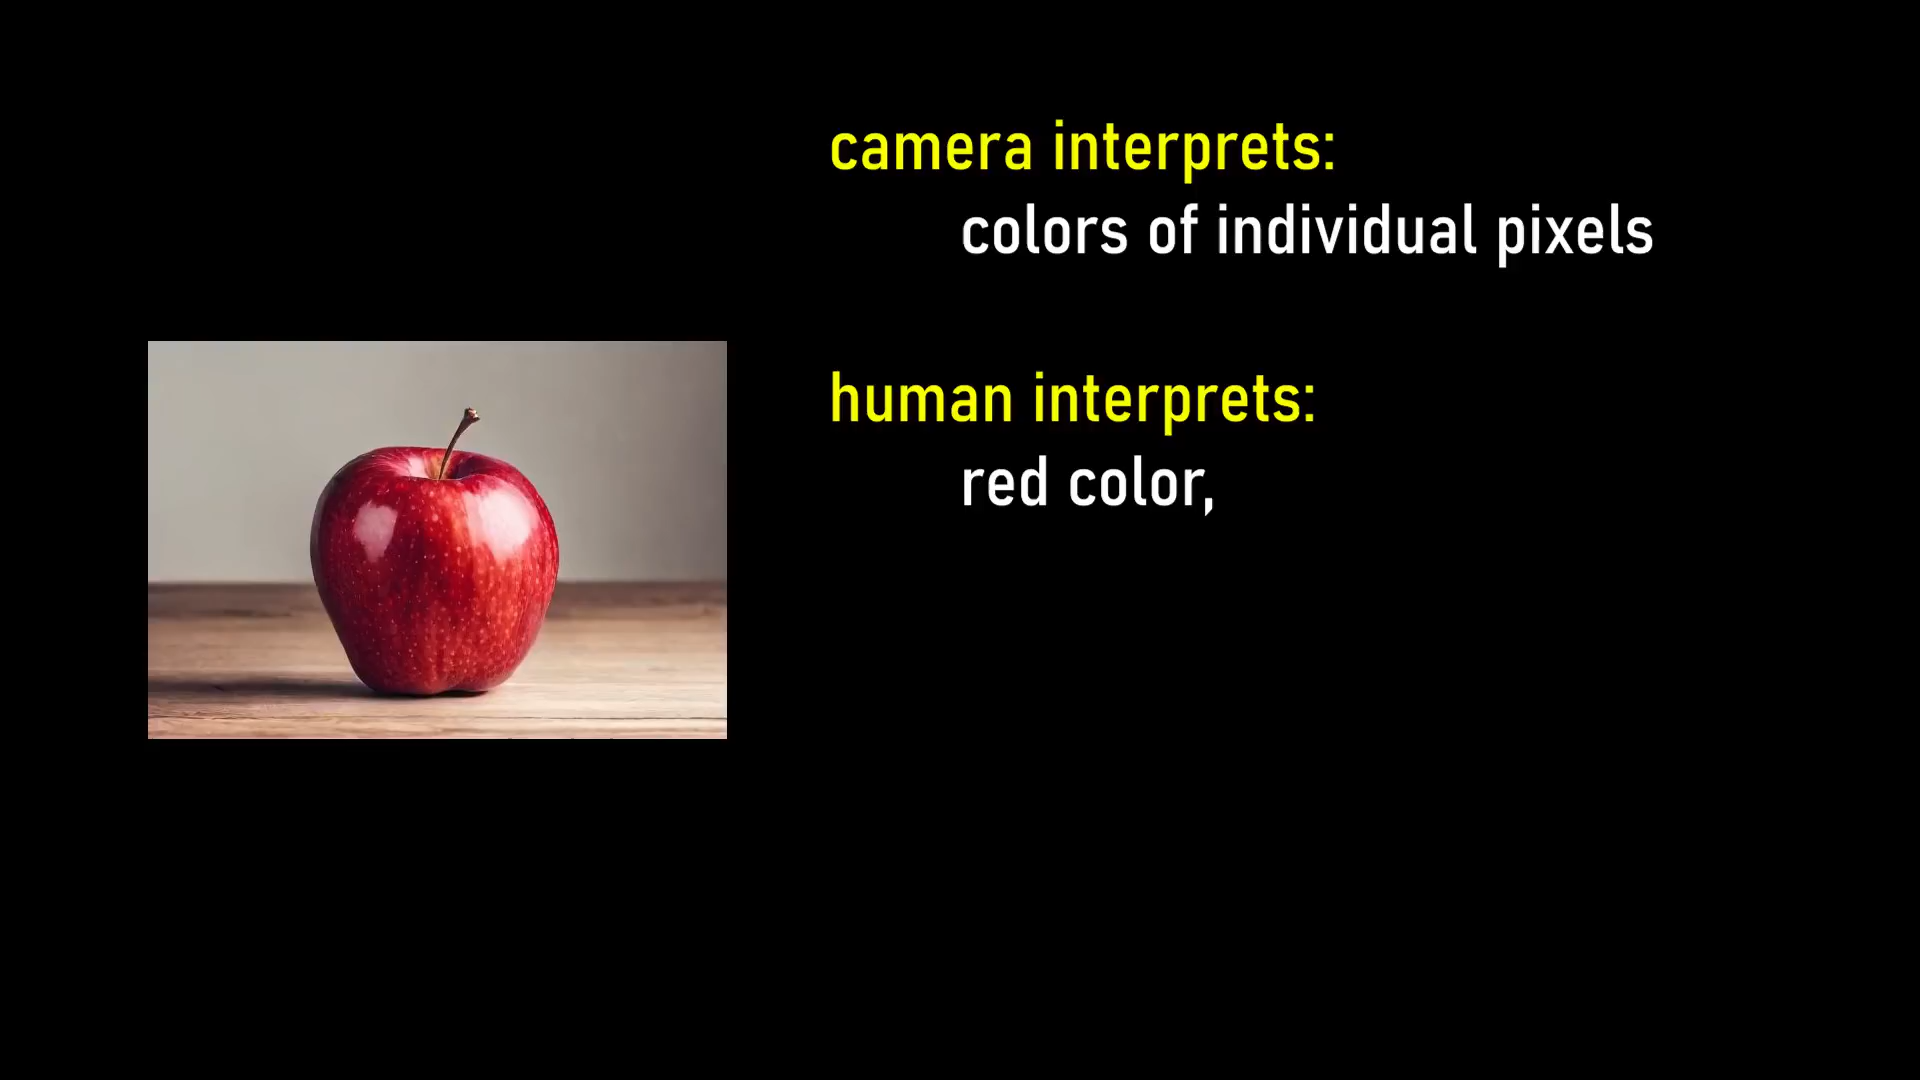 camera interprets:
colors of individual pixels
human interprets:
red color,